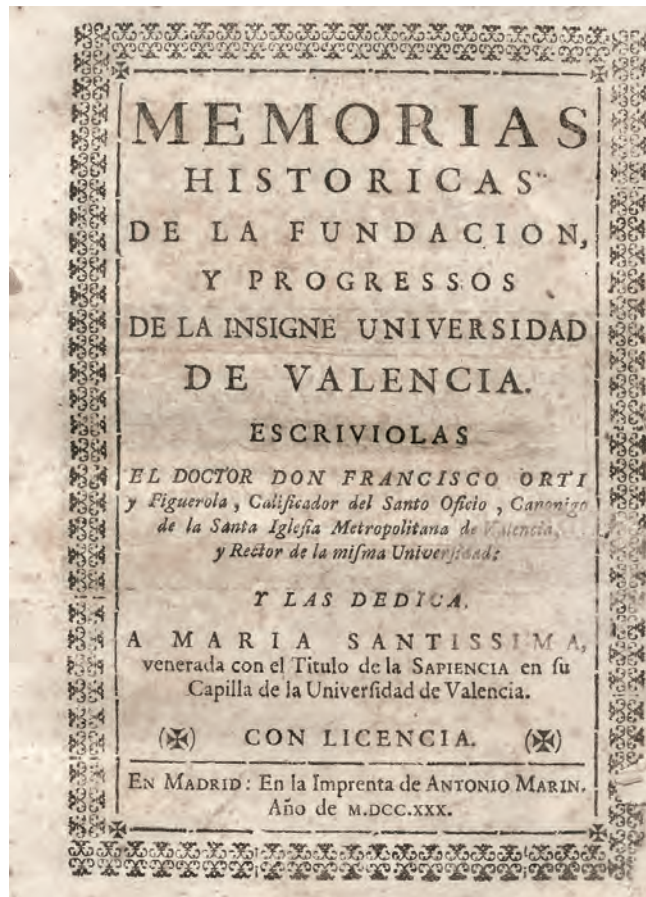 MEMORIAS
HISTORICAS
DE LA FUNDACION,
Y PROGRESSOS
DE LA INSIGNE UNIVERSIDAD
DE VALENCIA.
ESCRIVIOLAS
EL DOCTOR DON FRANCISCO ORTI
y Figuerola, Calificador del Santo Oficio, Canonigo
de la Santa Igleſia Metropolitana de Valencia,
y Rector de la miſma Univerſidad:
Y LAS DEDICA,
A MARIA SANTISSIMA,
venerada con el Titulo de la SAPIENCIA en ſu
Capilla de la Univerſidad de Valencia.
(✠) CON LICENCIA. (✠)
EN MADRID: En la Imprenta de ANTONIO MARIN.
Año de M.DCC.XXX.